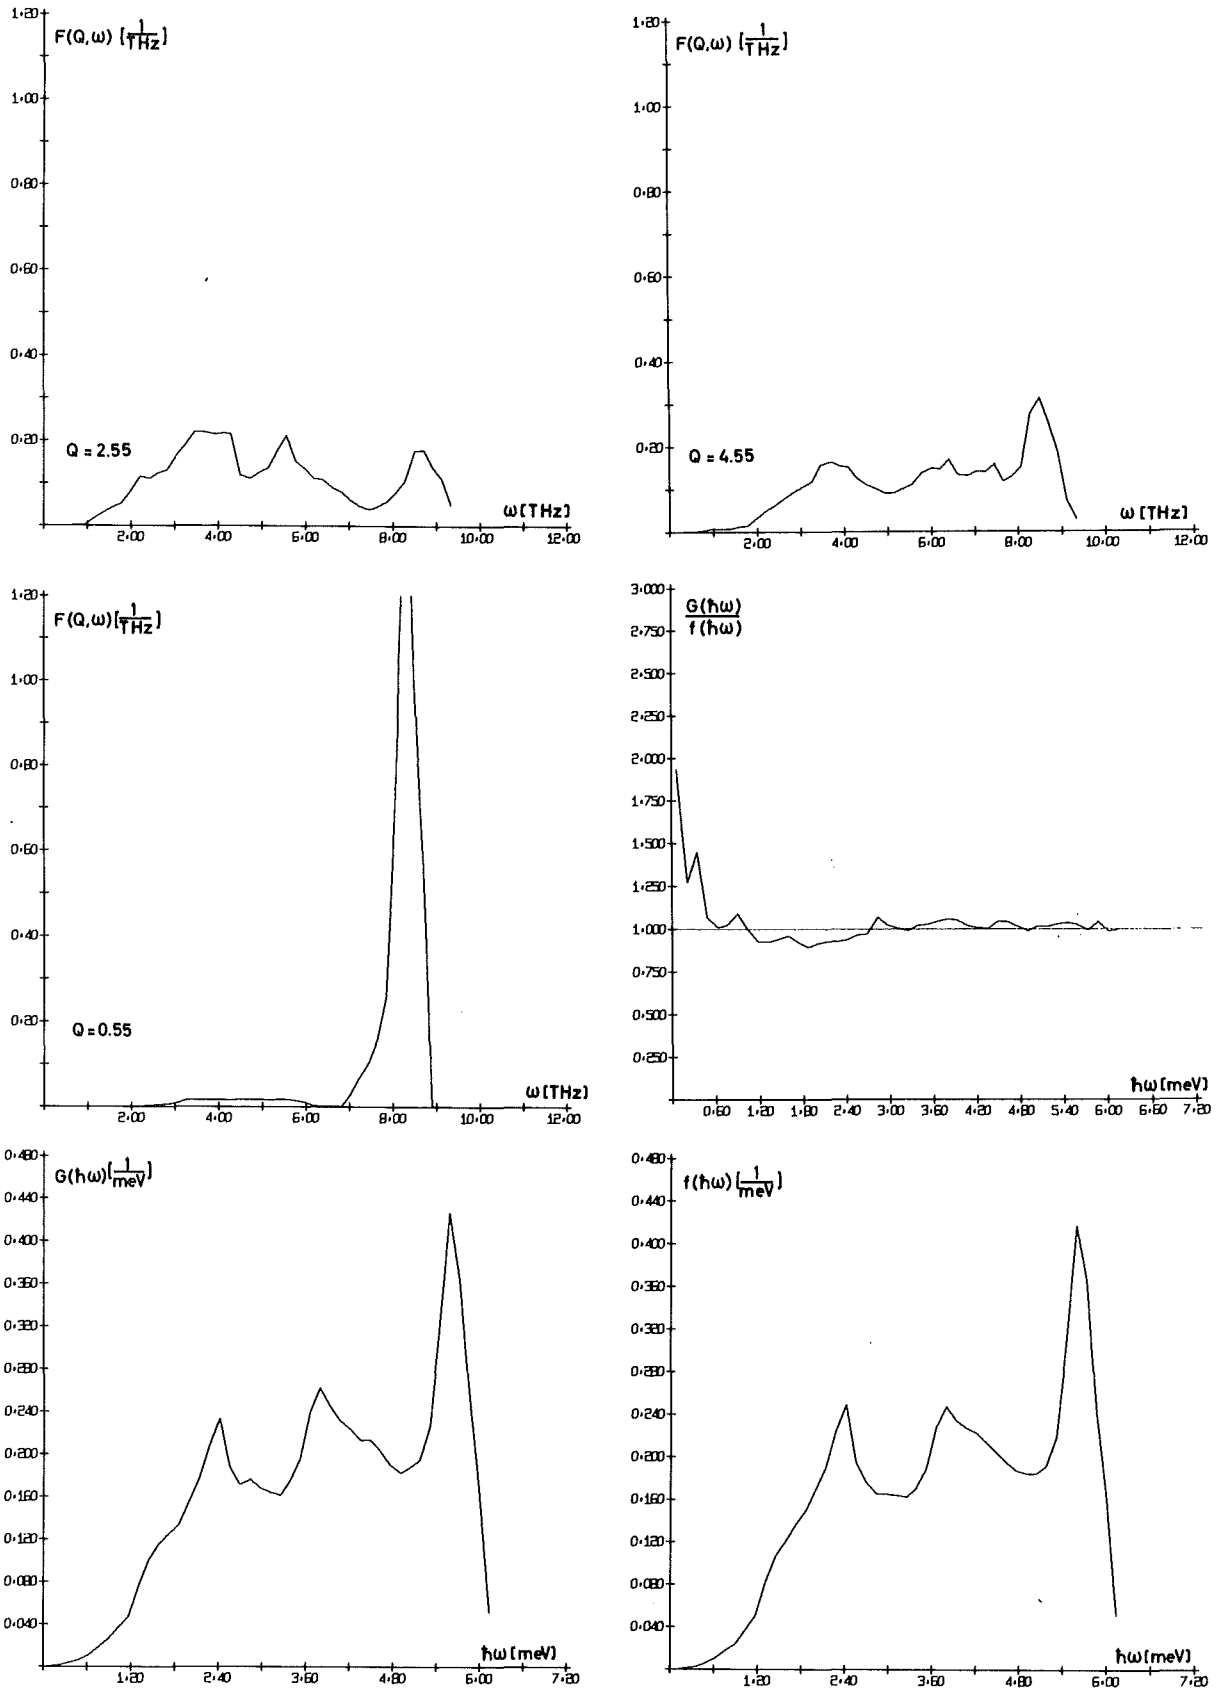 F(Q,ω) [1/THz]
1.20
1.00
0.80
0.60
0.40
0.20
Q = 2.55
ω[THz]
2.00 4.00 6.00 8.00 10.00 12.00
F(Q,ω) [1/THz]
1.20
1.00
0.80
0.60
0.40
0.20
Q = 4.55
ω[THz]
2.00 4.00 6.00 8.00 10.00 12.00
F(Q,ω) [1/THz]
1.20
1.00
0.80
0.60
0.40
0.20
Q = 0.55
ω[THz]
2.00 4.00 6.00 8.00 10.00 12.00
G(ħω)
f(ħω)
3.000
2.750
2.500
2.250
2.000
1.750
1.500
1.250
1.000
0.750
0.500
0.250
ħω[meV]
0.60 1.20 1.80 2.40 3.00 3.60 4.20 4.80 5.40 6.00 6.60 7.20
G(ħω) [1/meV]
0.480
0.440
0.400
0.360
0.320
0.280
0.240
0.200
0.160
0.120
0.080
0.040
ħω[meV]
1.20 2.40 3.60 4.80 6.00 7.20
f(ħω) [1/meV]
0.480
0.440
0.400
0.360
0.320
0.280
0.240
0.200
0.160
0.120
0.080
0.040
ħω[meV]
1.20 2.40 3.60 4.80 6.00 7.20